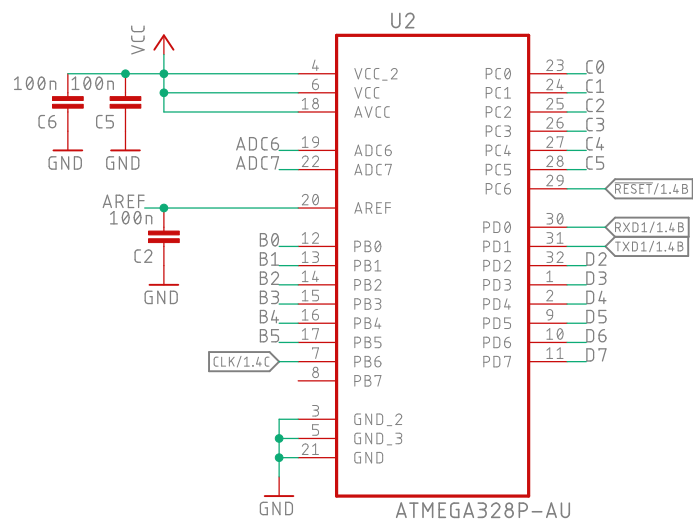 U2
VCC
100n
100n
C6
C5
GND
GND
4
VCC_2
6
VCC
18
AVCC
ADC6
19
ADC6
ADC7
22
ADC7
AREF
20
AREF
100n
C2
GND
B0
12
PB0
B1
13
PB1
B2
14
PB2
B3
15
PB3
B4
16
PB4
B5
17
PB5
CLK/1.4C
7
PB6
8
PB7
3
GND_2
5
GND_3
21
GND
GND
PC0
23
C0
PC1
24
C1
PC2
25
C2
PC3
26
C3
PC4
27
C4
PC5
28
C5
PC6
29
RESET/1.4B
PD0
30
RXD1/1.4B
PD1
31
TXD1/1.4B
PD2
32
D2
PD3
1
D3
PD4
2
D4
PD5
9
D5
PD6
10
D6
PD7
11
D7
ATMEGA328P-AU